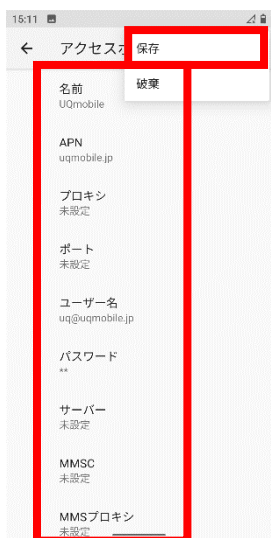 15:11
アクセスポ
保存
破棄
名前
UQmobile
APN
uqmobile.jp
プロキシ
未設定
ポート
未設定
ユーザー名
uq@uqmobile.jp
パスワード
**
サーバー
未設定
MMSC
未設定
MMSプロキシ
未設定